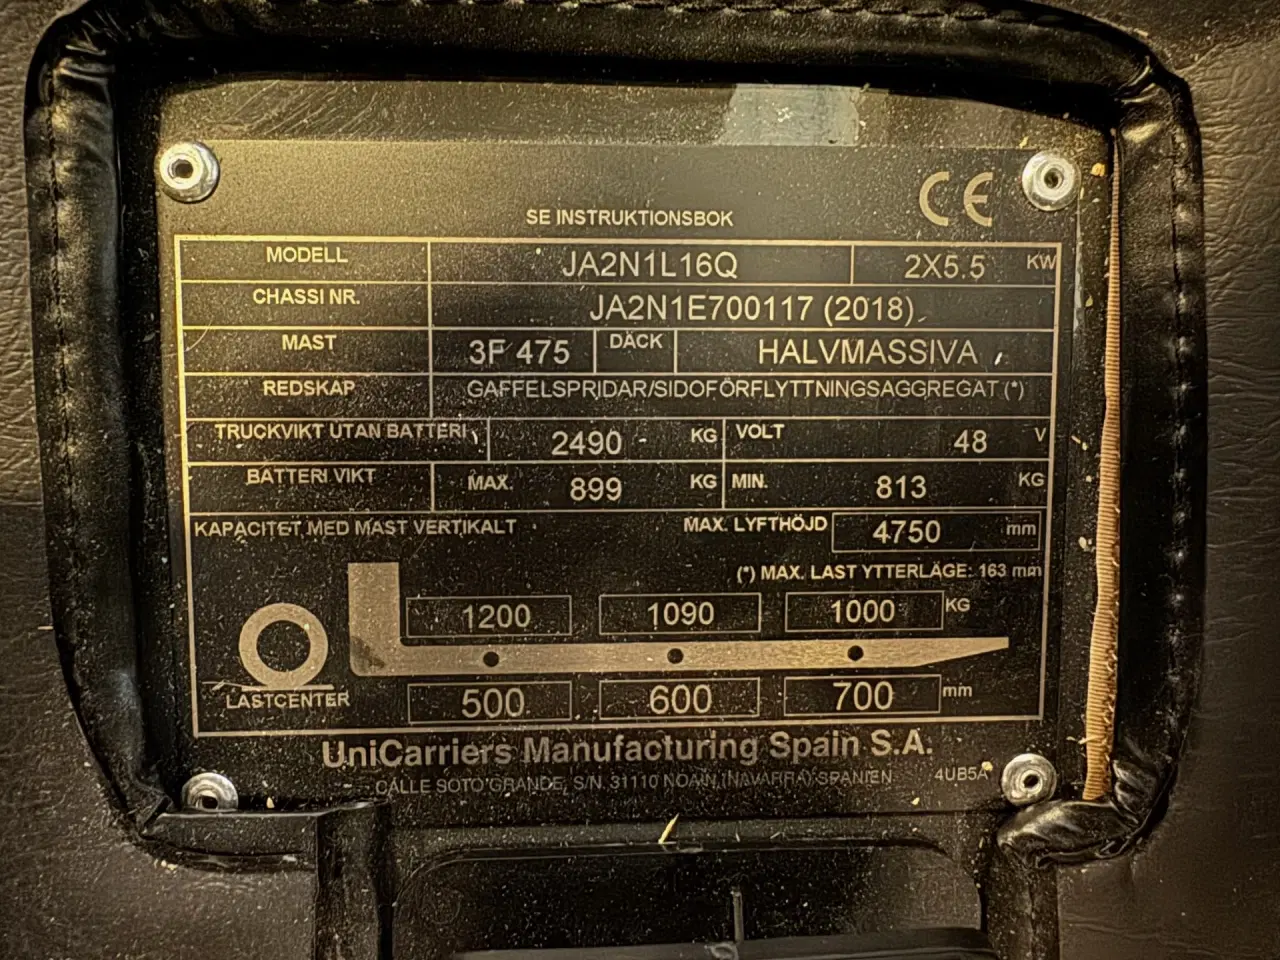 CE
SE INSTRUKTIONSBOK
MODELL JA2N1L16Q 2X5.5 KW
CHASSI NR. JA2N1E700117 (2018)
MAST 3F 475 DÄCK HALVMASSIVA
REDSKAP GAFFELSPRIDAR/SIDOFÖRFLYTTNINGSAGGREGAT (*)
TRUCKVIKT UTAN BATTERI 2490 KG VOLT 48 V
BATTERI VIKT MAX. 899 KG MIN. 813 KG
KAPACITET MED MAST VERTIKALT MAX. LYFTHÖJD 4750 mm
(*) MAX. LAST YTTERLÄGE: 163 mm
1200 1090 1000 KG
LASTCENTER 500 600 700 mm
UniCarriers Manufacturing Spain S.A.
CALLE SOTO GRANDE, S/N 31110 NOAIN (NAVARRA) SPANIEN 4UB5A